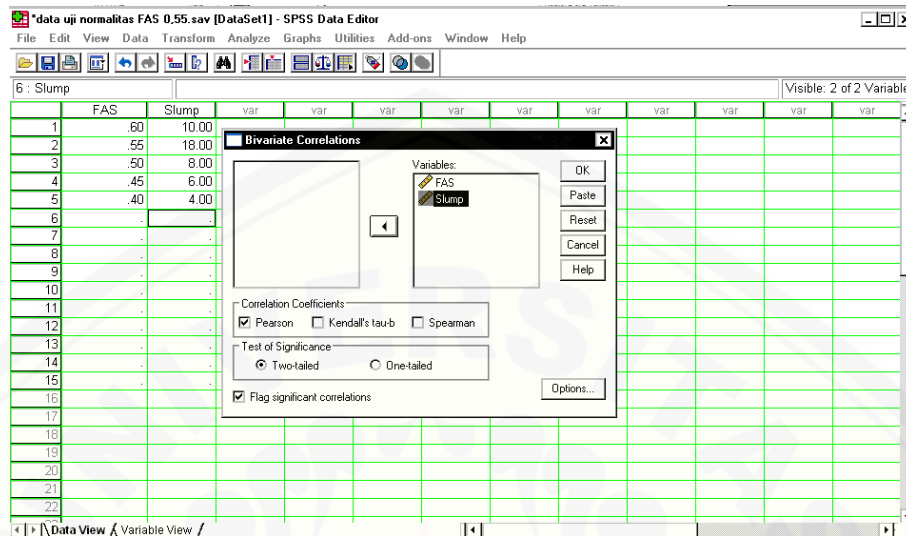 *data uji normalitas FAS 0,55.sav [DataSet1] - SPSS Data Editor
File Edit View Data Transform Analyze Graphs Utilities Add-ons Window Help
6 : Slump
Visible: 2 of 2 Variable
FAS Slump var var var var var var var var var
1 .60 10.00
2 .55 18.00
3 .50 8.00
4 .45 6.00
5 .40 4.00
6 . .
7 . .
8 . .
9 . .
10 . .
11 . .
12 . .
13 . .
14 . .
15 . .
16
17
18
19
20
21
22
Bivariate Correlations
Variables:
FAS
Slump
OK
Paste
Reset
Cancel
Help
Correlation Coefficients
Pearson Kendall's tau-b Spearman
Test of Significance
Two-tailed One-tailed
Flag significant correlations
Options...
Data View Variable View